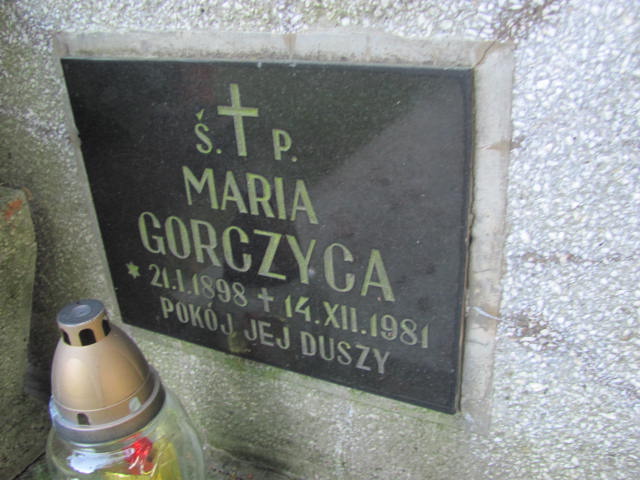 Ś. P.
MARIA
GORCZYCA
* 21.I.1898 ✝ 14.XII.1981
POKÓJ JEJ DUSZY